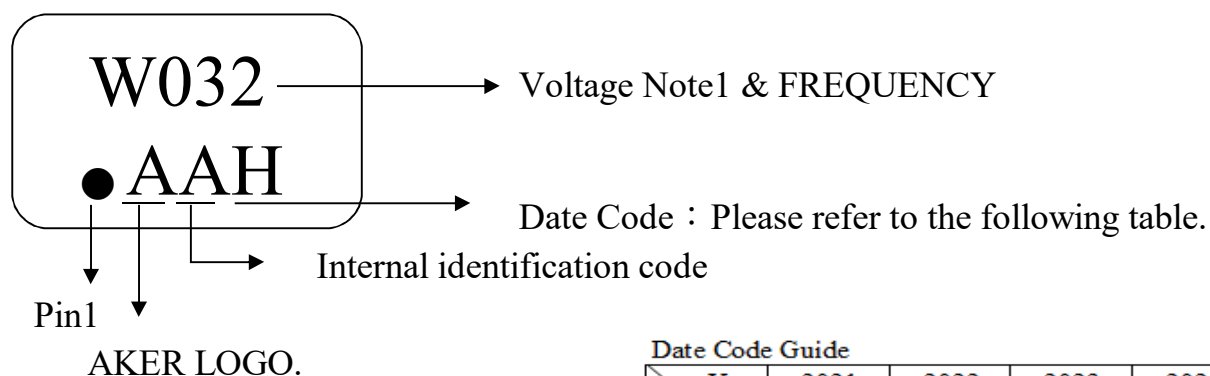 W032
Voltage Note1 & FREQUENCY
●AAH
Date Code：Please refer to the following table.
Internal identification code
Pin1
AKER LOGO.
Date Code Guide